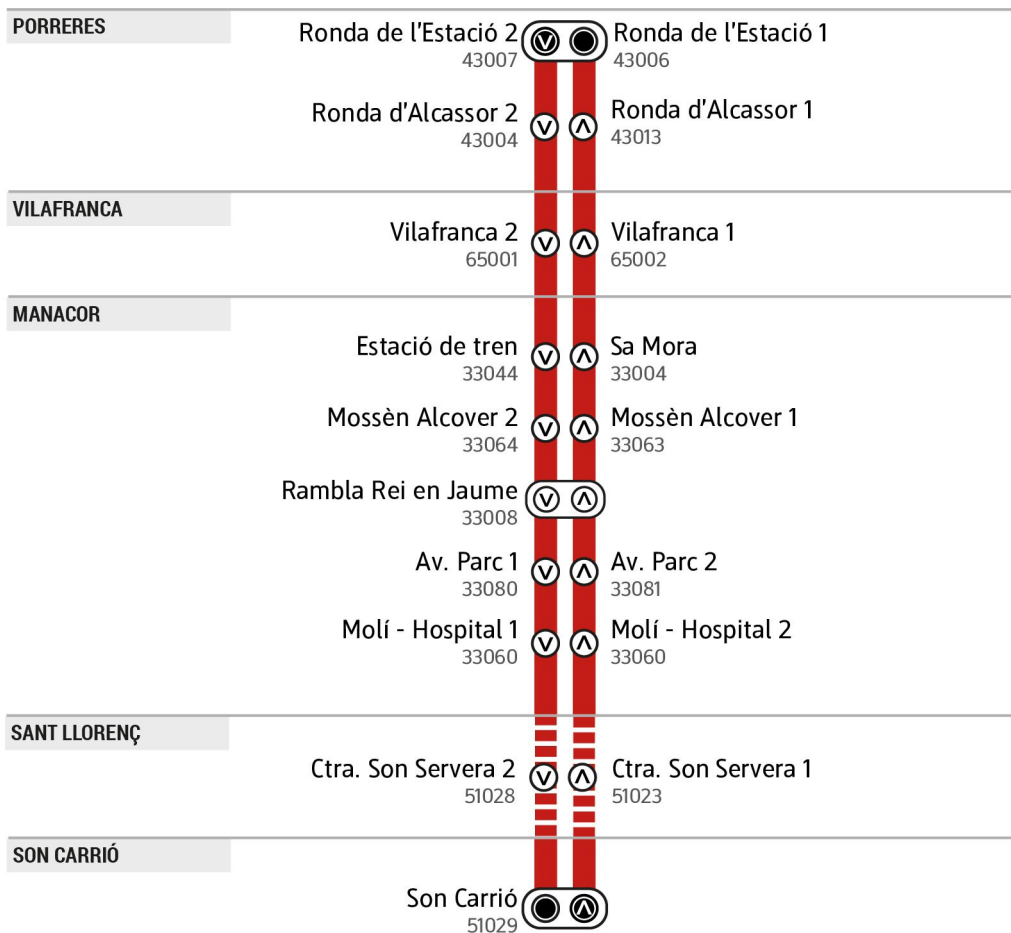 PORRERES
Ronda de l'Estació 2
43007
Ronda de l'Estació 1
43006
Ronda d'Alcassor 2
43004
Ronda d'Alcassor 1
43013
VILAFRANCA
Vilafranca 2
65001
Vilafranca 1
65002
MANACOR
Estació de tren
33044
Sa Mora
33004
Mossèn Alcover 2
33064
Mossèn Alcover 1
33063
Rambla Rei en Jaume
33008
Av. Parc 1
33080
Av. Parc 2
33081
Molí - Hospital 1
33060
Molí - Hospital 2
33060
SANT LLORENÇ
Ctra. Son Servera 2
51028
Ctra. Son Servera 1
51023
SON CARRIÓ
Son Carrió
51029